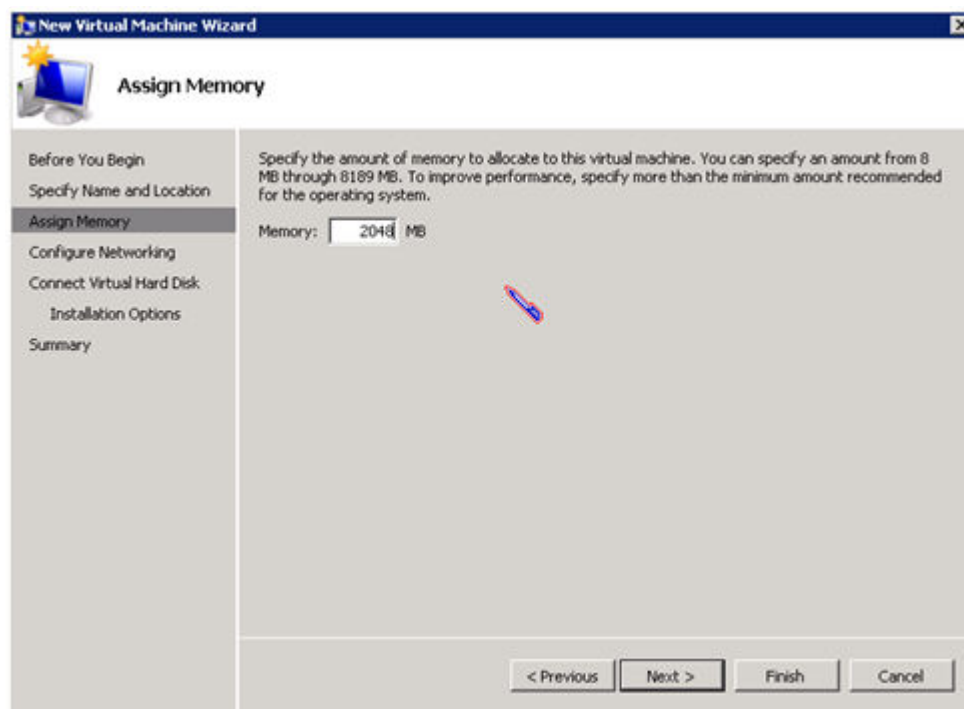 New Virtual Machine Wizard
Assign Memory
Before You Begin
Specify Name and Location
Assign Memory
Configure Networking
Connect Virtual Hard Disk
Installation Options
Summary
Specify the amount of memory to allocate to this virtual machine. You can specify an amount from 8
MB through 8189 MB. To improve performance, specify more than the minimum amount recommended
for the operating system.
Memory: 2048 MB
< Previous Next > Finish Cancel